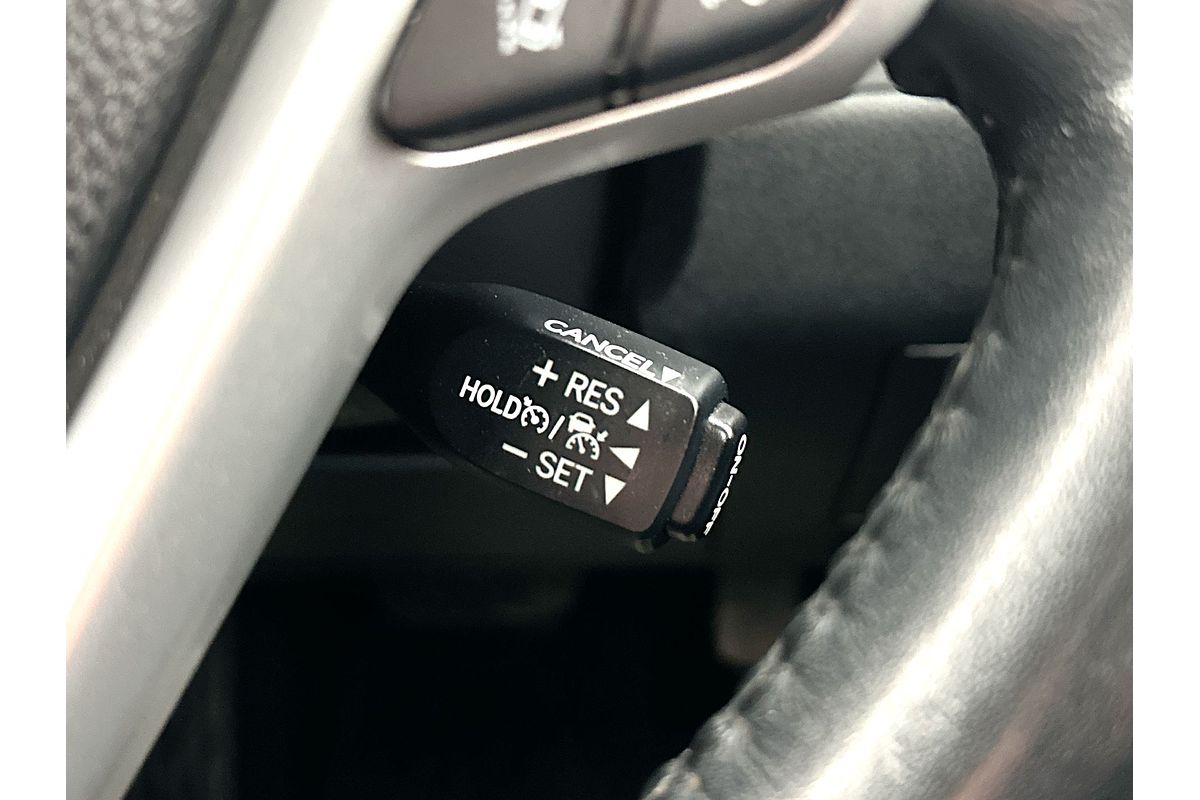 CANCEL▼
+ RES ▲
HOLD / ◀
- SET ▼
ON-OFF